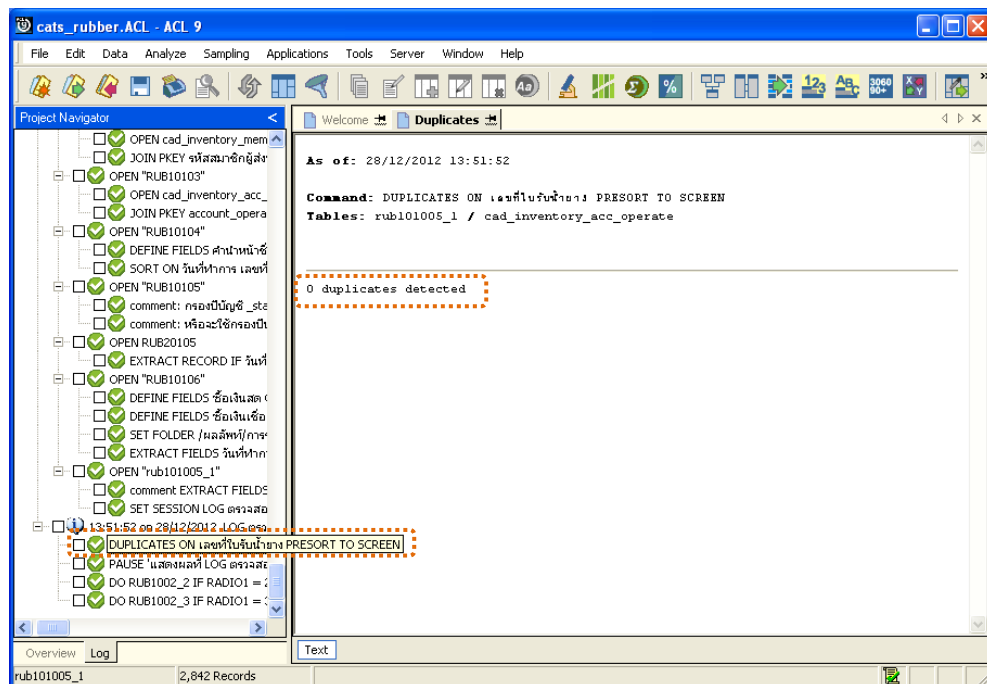 cats_rubber.ACL - ACL 9
File Edit Data Analyze Sampling Applications Tools Server Window Help
Project Navigator
Welcome Duplicates
OPEN cad_inventory_mem
JOIN PKEY รหัสสมาชิกผู้ส่ง
OPEN "RUB10103"
OPEN cad_inventory_acc_
JOIN PKEY account_opera
OPEN "RUB10104"
DEFINE FIELDS คำนำหน้าชื่
SORT ON วันที่ทำการ เลขที่
OPEN "RUB10105"
comment: กรองปีบัญชี _sta
comment: หรือจะใช้กรองปีบ
OPEN RUB20105
EXTRACT RECORD IF วันที่
OPEN "RUB10106"
DEFINE FIELDS ซื้อเงินสด
DEFINE FIELDS ซื้อเงินเชื่อ
SET FOLDER /ผลลัพท์/การ
EXTRACT FIELDS วันที่ทำกา
OPEN "rub101005_1"
comment EXTRACT FIELDS
SET SESSION LOG ตรวจสอ
13:51:52 on 28/12/2012 LOG ตรว
DUPLICATES ON เลขที่ใบรับน้ำยาง PRESORT TO SCREEN
PAUSE 'แสดงผลที่ LOG ตรวจสอ
DO RUB1002_2 IF RADIO1 = 2
DO RUB1002_3 IF RADIO1 = 3
Overview Log
As of: 28/12/2012 13:51:52
Command: DUPLICATES ON เลขที่ใบรับน้ำยาง PRESORT TO SCREEN
Tables: rub101005_1 / cad_inventory_acc_operate
0 duplicates detected
Text
rub101005_1 2,842 Records